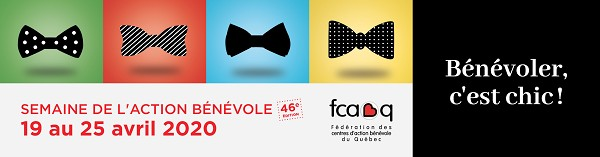 SEMAINE DE L'ACTION BÉNÉVOLE
46e
ÉDITION
19 au 25 avril 2020
fcabq
Fédération des
centres d'action bénévole
du Québec
Bénévoler,
c'est chic!